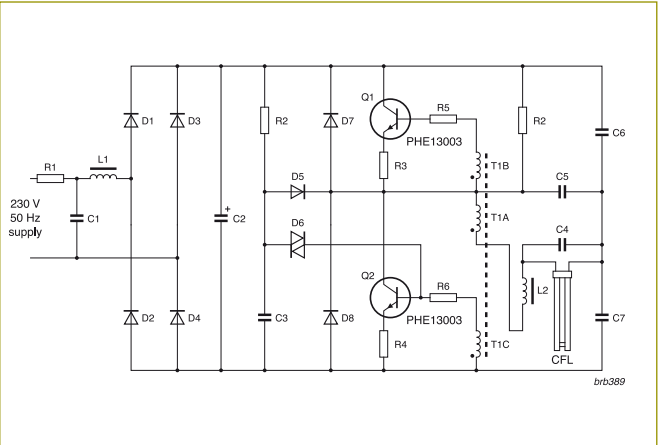 Q1
R1
L1
D1
D3
R2
D7
R5
R2
PHE13003
C6
R3
T1B
230 V
50 Hz
supply
C1
+
C2
D5
C5
T1A
D6
C4
Q2
R6
L2
D2
D4
C3
D8
PHE13003
C7
R4
T1C
CFL
brb389